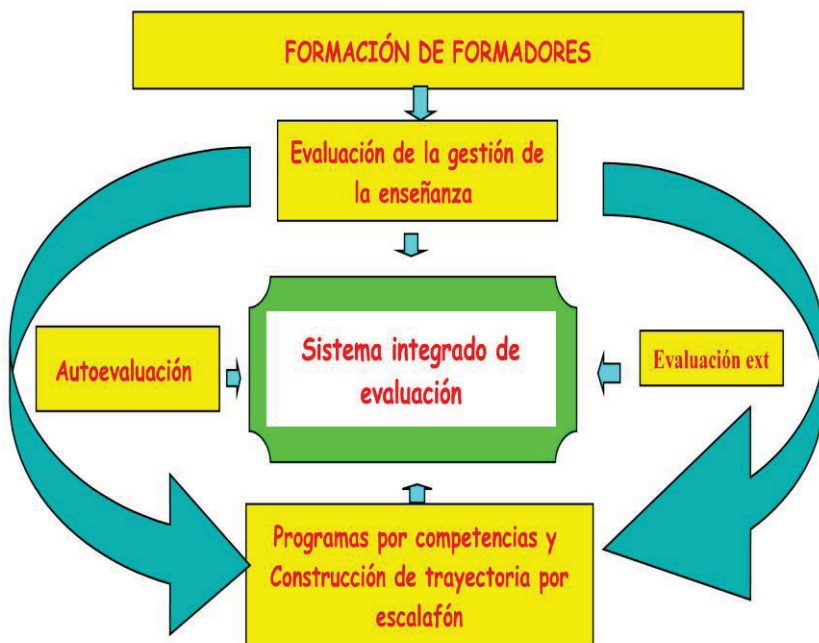 FORMACIÓN DE FORMADORES
Evaluación de la gestión de
la enseñanza
Sistema integrado de
evaluación
Autoevaluación
Evaluación ext
Programas por competencias y
Construcción de trayectoria por
escalafón